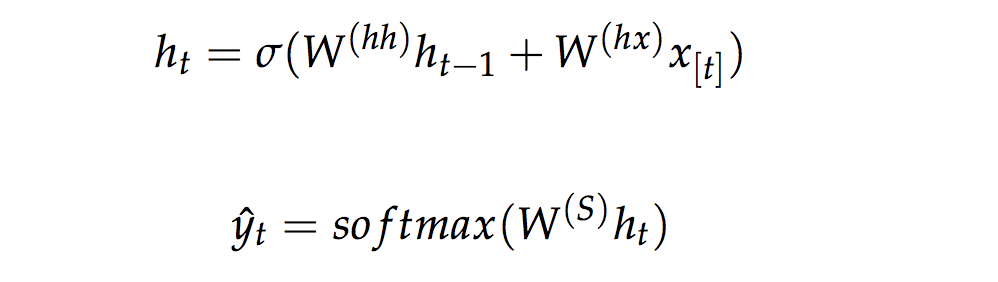 h_t = σ(W^(hh) h_{t−1} + W^(hx) x_[t])
ŷ_t = softmax(W^(S) h_t)